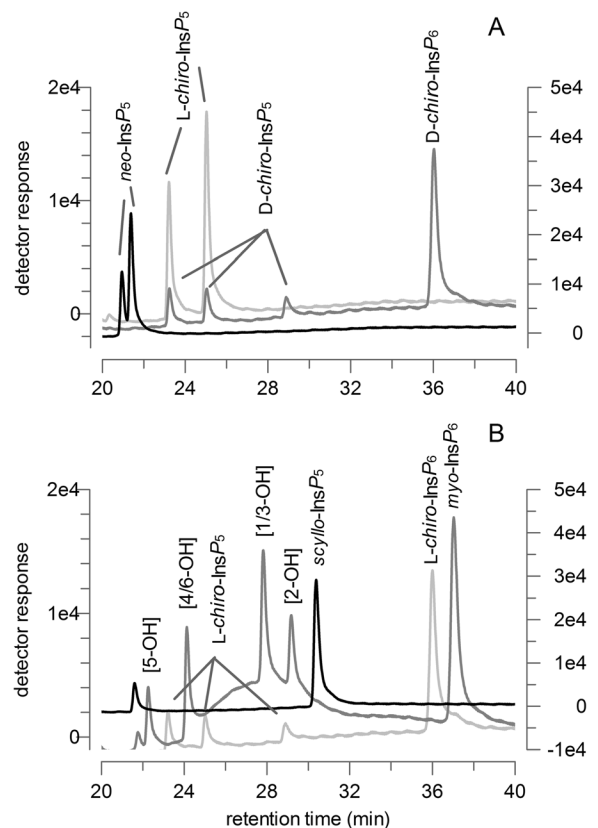 A
neo-InsP5
L-chiro-InsP5
D-chiro-InsP5
D-chiro-InsP6
detector response
2e4
1e4
0
5e4
4e4
3e4
2e4
1e4
0
20 24 28 32 36 40
B
[5-OH]
[4/6-OH]
L-chiro-InsP5
[1/3-OH]
[2-OH]
scyllo-InsP5
L-chiro-InsP6
myo-InsP6
detector response
2e4
1e4
0
5e4
4e4
3e4
2e4
1e4
0
-1e4
20 24 28 32 36 40
retention time (min)